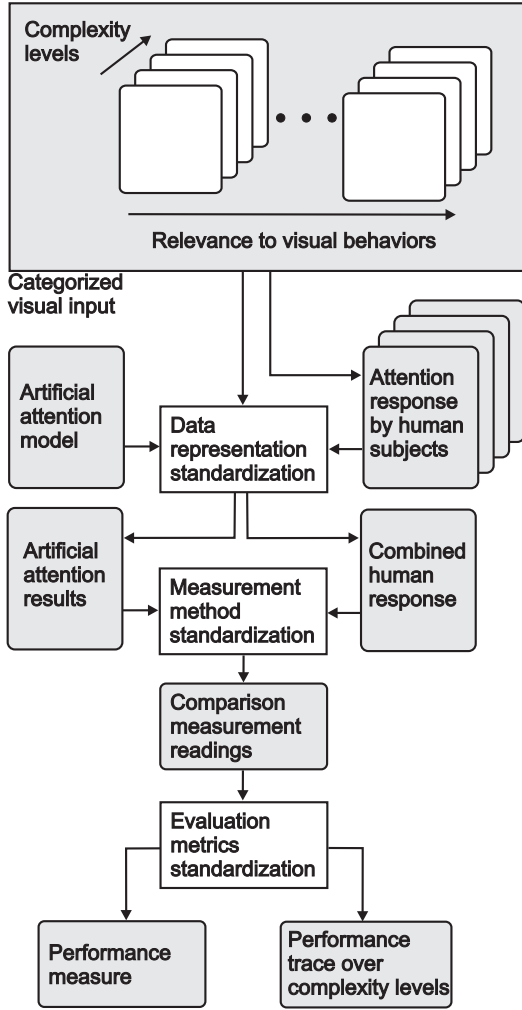 Complexity
levels
Relevance to visual behaviors
Categorized
visual input
Artificial
attention
model
Attention
response
by human
subjects
Data
representation
standardization
Artificial
attention
results
Combined
human
response
Measurement
method
standardization
Comparison
measurement
readings
Evaluation
metrics
standardization
Performance
measure
Performance
trace over
complexity levels